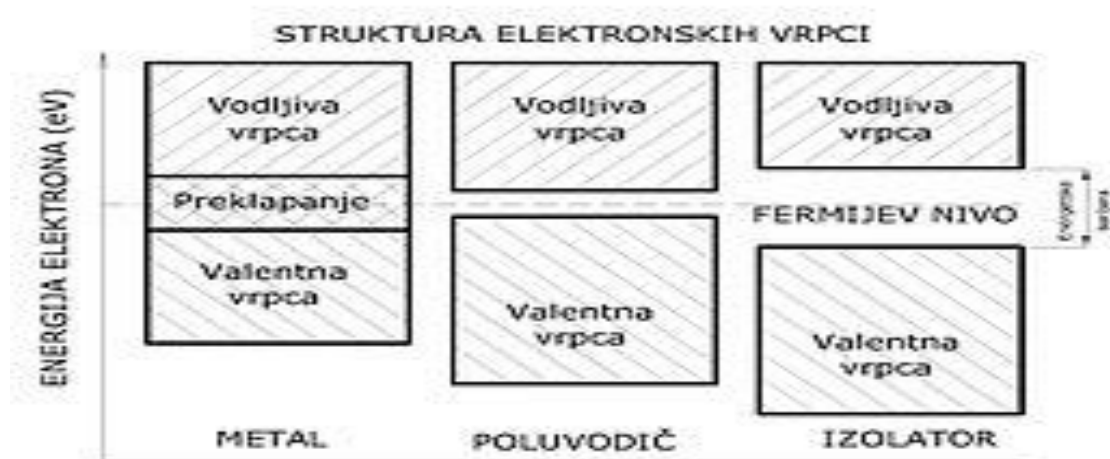 STRUKTURA ELEKTRONSKIH VRPCI
ENERGIJA ELEKTRONA (eV)
Vodljiva
vrpca
Preklapanje
Valentna
vrpca
METAL
Vodljiva
vrpca
Valentna
vrpca
POLUVODIČ
Vodljiva
vrpca
FERMIJEV NIVO
Valentna
vrpca
IZOLATOR